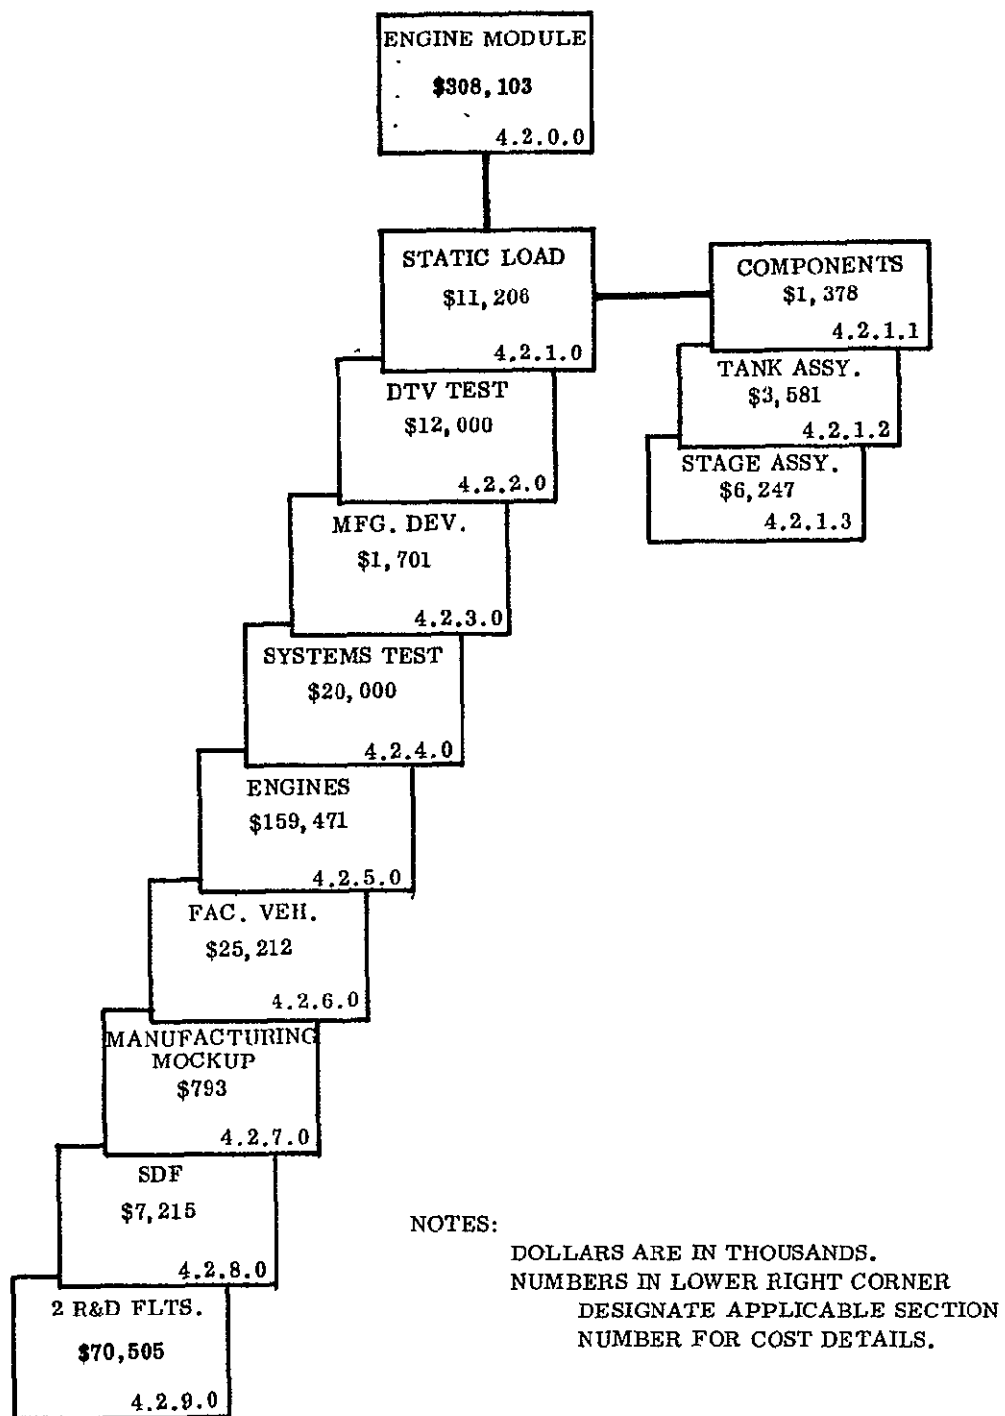 ENGINE MODULE
$308,103
4.2.0.0
STATIC LOAD
$11,206
4.2.1.0
COMPONENTS
$1,378
4.2.1.1
TANK ASSY.
$3,581
4.2.1.2
STAGE ASSY.
$6,247
4.2.1.3
DTV TEST
$12,000
4.2.2.0
MFG. DEV.
$1,701
4.2.3.0
SYSTEMS TEST
$20,000
4.2.4.0
ENGINES
$159,471
4.2.5.0
FAC. VEH.
$25,212
4.2.6.0
MANUFACTURING
MOCKUP
$793
4.2.7.0
SDF
$7,215
4.2.8.0
2 R&D FLTS.
$70,505
4.2.9.0
NOTES:
DOLLARS ARE IN THOUSANDS.
NUMBERS IN LOWER RIGHT CORNER
DESIGNATE APPLICABLE SECTION
NUMBER FOR COST DETAILS.